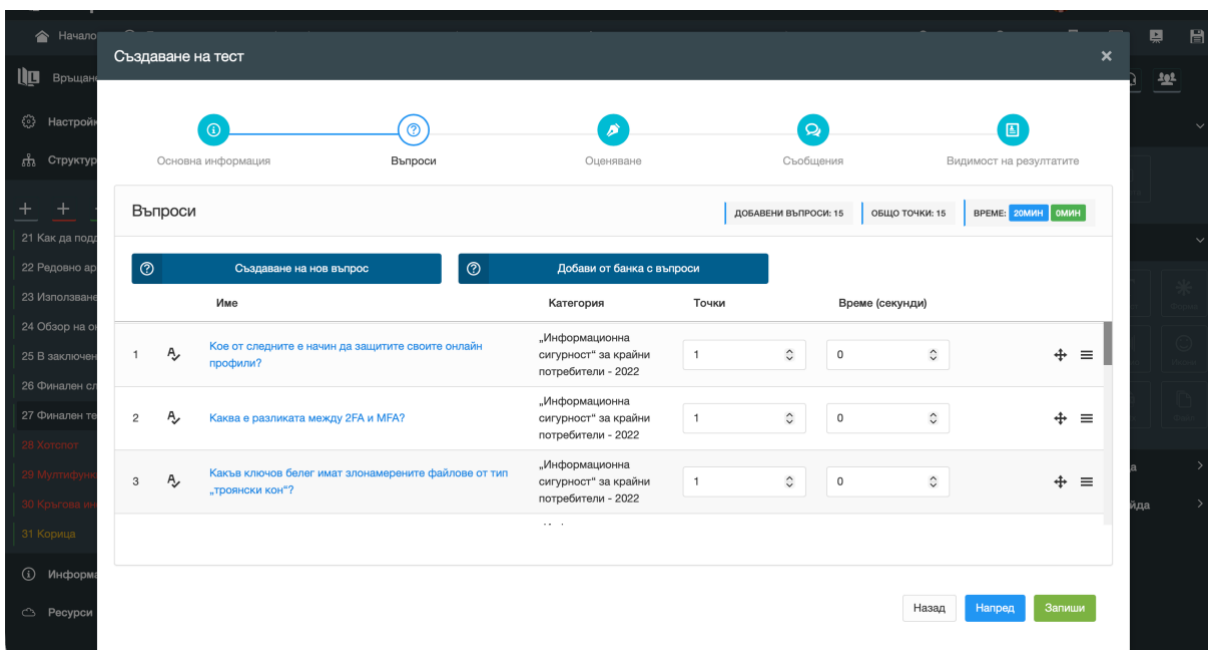 Начало
Създаване на тест
×
Връщане
Настройк
Структур
Основна информация
Въпроси
Оценяване
Съобщения
Видимост на резултатите
Въпроси
ДОБАВЕНИ ВЪПРОСИ: 15
ОБЩО ТОЧКИ: 15
ВРЕМЕ: 20МИН 0МИН
21 Как да подд
22 Редовно ар
23 Използване
24 Обзор на он
25 В заключен
26 Финален сл
27 Финален те
28 Хотспот
29 Мултифунк
30 Кръгова ин
31 Корица
Информа
Ресурси
Създаване на нов въпрос
Добави от банка с въпроси
Име
Категория
Точки
Време (секунди)
1
Кое от следните е начин да защитите своите онлайн
профили?
„Информационна
сигурност“ за крайни
потребители - 2022
1
0
2
Каква е разликата между 2FA и MFA?
„Информационна
сигурност“ за крайни
потребители - 2022
1
0
3
Какъв ключов белег имат злонамерените файлове от тип
„троянски кон“?
„Информационна
сигурност“ за крайни
потребители - 2022
1
0
йда
Назад
Напред
Запиши